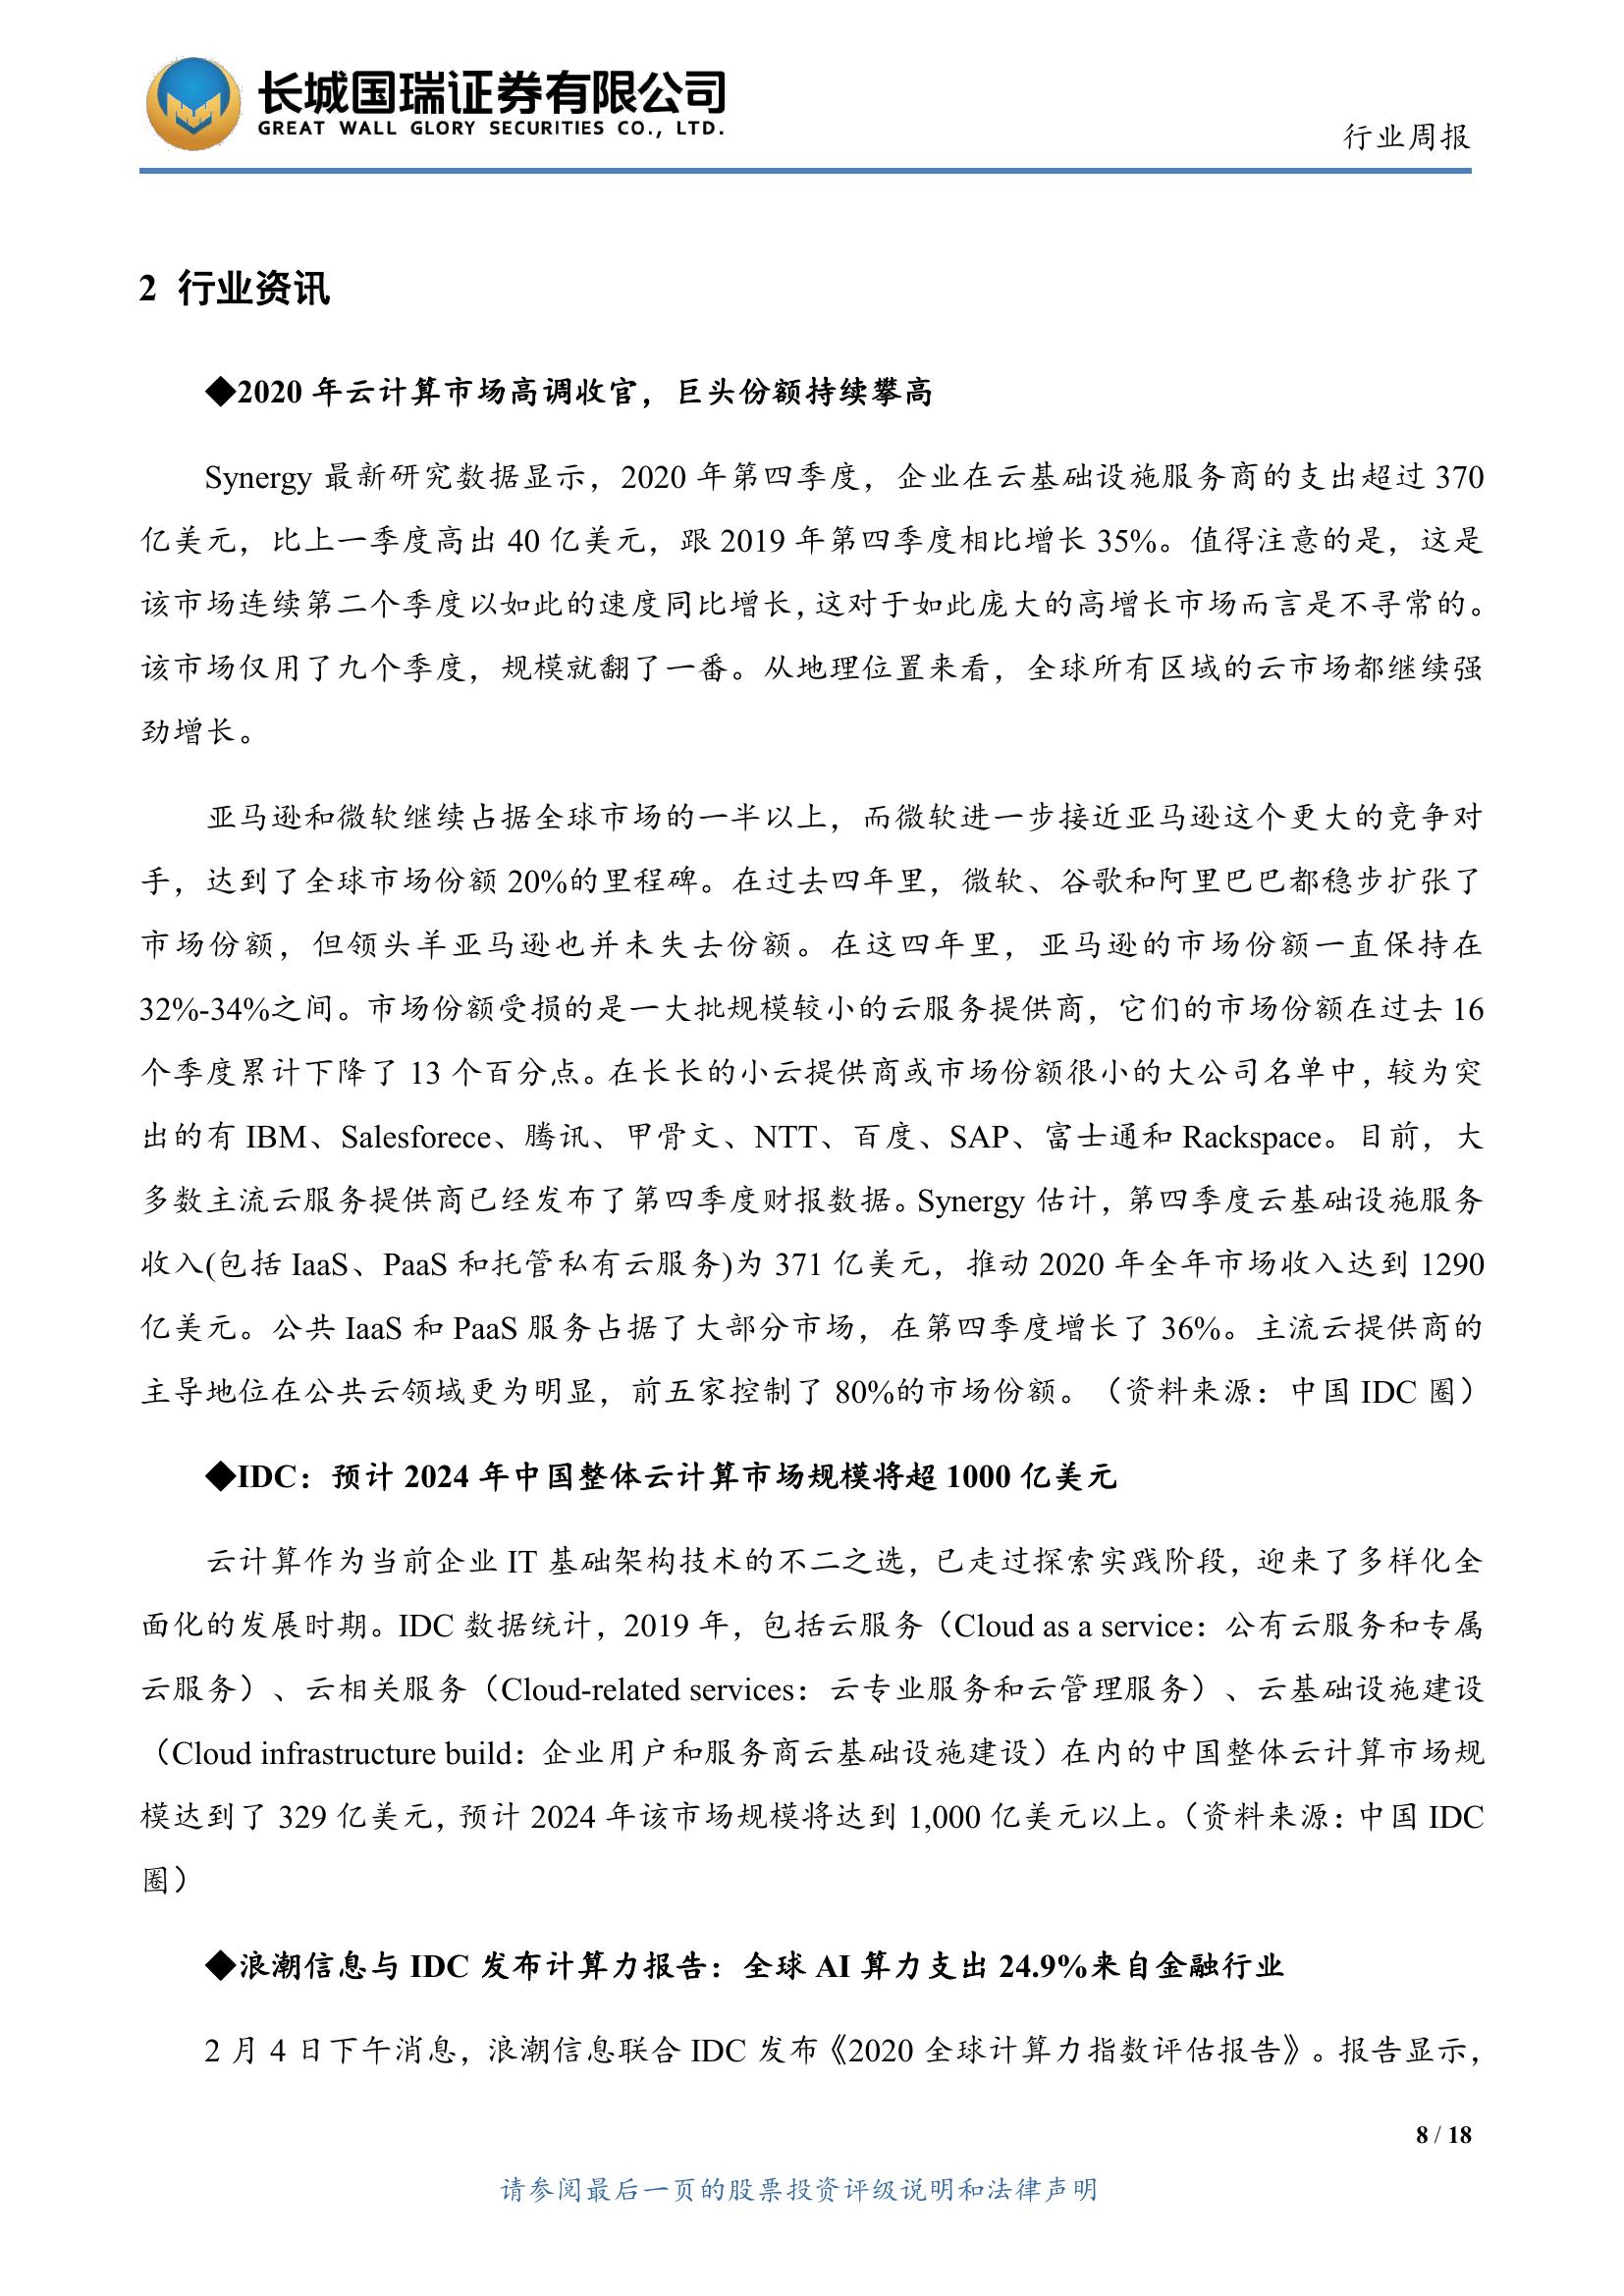 长城国瑞证券有限公司
GREAT WALL GLORY SECURITIES CO., LTD.
行业周报
2 行业资讯
◆2020 年云计算市场高调收官，巨头份额持续攀高
Synergy 最新研究数据显示，2020 年第四季度，企业在云基础设施服务商的支出超过 370
亿美元，比上一季度高出 40 亿美元，跟 2019 年第四季度相比增长 35%。值得注意的是，这是
该市场连续第二个季度以如此的速度同比增长，这对于如此庞大的高增长市场而言是不寻常的。
该市场仅用了九个季度，规模就翻了一番。从地理位置来看，全球所有区域的云市场都继续强
劲增长。
亚马逊和微软继续占据全球市场的一半以上，而微软进一步接近亚马逊这个更大的竞争对
手，达到了全球市场份额 20%的里程碑。在过去四年里，微软、谷歌和阿里巴巴都稳步扩张了
市场份额，但领头羊亚马逊也并未失去份额。在这四年里，亚马逊的市场份额一直保持在
32%-34%之间。市场份额受损的是一大批规模较小的云服务提供商，它们的市场份额在过去 16
个季度累计下降了 13 个百分点。在长长的小云提供商或市场份额很小的大公司名单中，较为突
出的有 IBM、Salesforece、腾讯、甲骨文、NTT、百度、SAP、富士通和 Rackspace。目前，大
多数主流云服务提供商已经发布了第四季度财报数据。Synergy 估计，第四季度云基础设施服务
收入(包括 IaaS、PaaS 和托管私有云服务)为 371 亿美元，推动 2020 年全年市场收入达到 1290
亿美元。公共 IaaS 和 PaaS 服务占据了大部分市场，在第四季度增长了 36%。主流云提供商的
主导地位在公共云领域更为明显，前五家控制了 80%的市场份额。（资料来源：中国 IDC 圈）
◆IDC：预计 2024 年中国整体云计算市场规模将超 1000 亿美元
云计算作为当前企业 IT 基础架构技术的不二之选，已走过探索实践阶段，迎来了多样化全
面化的发展时期。IDC 数据统计，2019 年，包括云服务（Cloud as a service：公有云服务和专属
云服务）、云相关服务（Cloud-related services：云专业服务和云管理服务）、云基础设施建设
（Cloud infrastructure build：企业用户和服务商云基础设施建设）在内的中国整体云计算市场规
模达到了 329 亿美元，预计 2024 年该市场规模将达到 1,000 亿美元以上。（资料来源：中国 IDC
圈）
◆浪潮信息与 IDC 发布计算力报告：全球 AI 算力支出 24.9%来自金融行业
2 月 4 日下午消息，浪潮信息联合 IDC 发布《2020 全球计算力指数评估报告》。报告显示，
8 / 18
请参阅最后一页的股票投资评级说明和法律声明